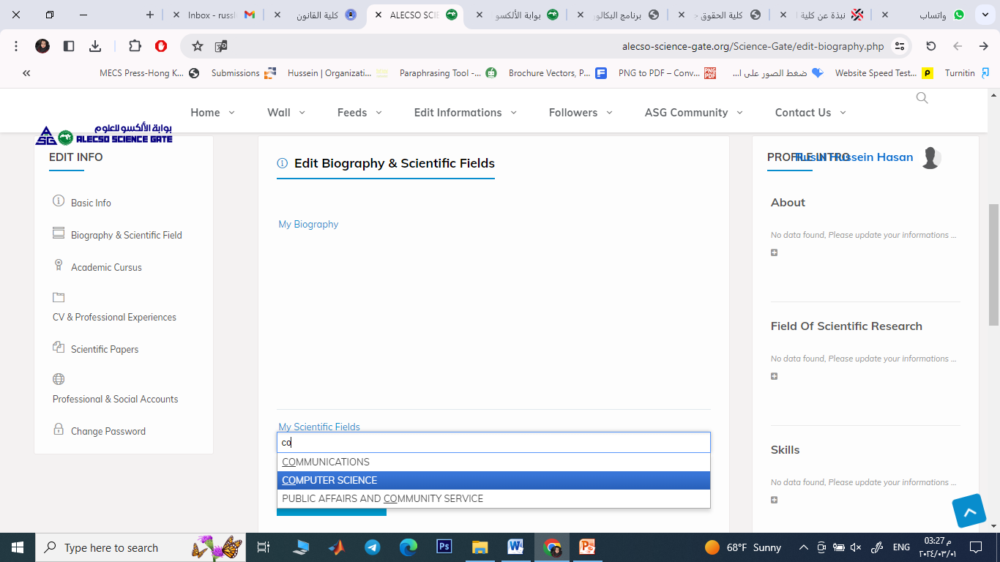 Inbox - russl
كلية القانون
ALECSO SCIE
بوابة الألكسو
برنامج البكالور
كلية الحقوق -
نبذة عن كلية ا
واتساب
alecso-science-gate.org/Science-Gate/edit-biography.php
MECS Press-Hong K...
Submissions
Hussein | Organizati...
Paraphrasing Tool -...
Brochure Vectors, P...
PNG to PDF – Conv...
ضغط الصور على ا...
Website Speed Test...
Turnitin
Home
Wall
Feeds
Edit Informations
Followers
ASG Community
Contact Us
بوابة الألكسو للعلوم
ASG ALECSO SCIENCE GATE
EDIT INFO
Basic Info
Biography & Scientific Field
Academic Cursus
CV & Professional Experiences
Scientific Papers
Professional & Social Accounts
Change Password
Edit Biography & Scientific Fields
My Biography
My Scientific Fields
co
COMMUNICATIONS
COMPUTER SCIENCE
PUBLIC AFFAIRS AND COMMUNITY SERVICE
PROFILE INTRO
Rusul Hussein Hasan
About
No data found, Please update your informations ...
Field Of Scientific Research
No data found, Please update your informations ...
Skills
No data found, Please update your informations ...
Type here to search
68°F Sunny
ENG
03:27 م
٢٠٢٤/٠٣/٠١